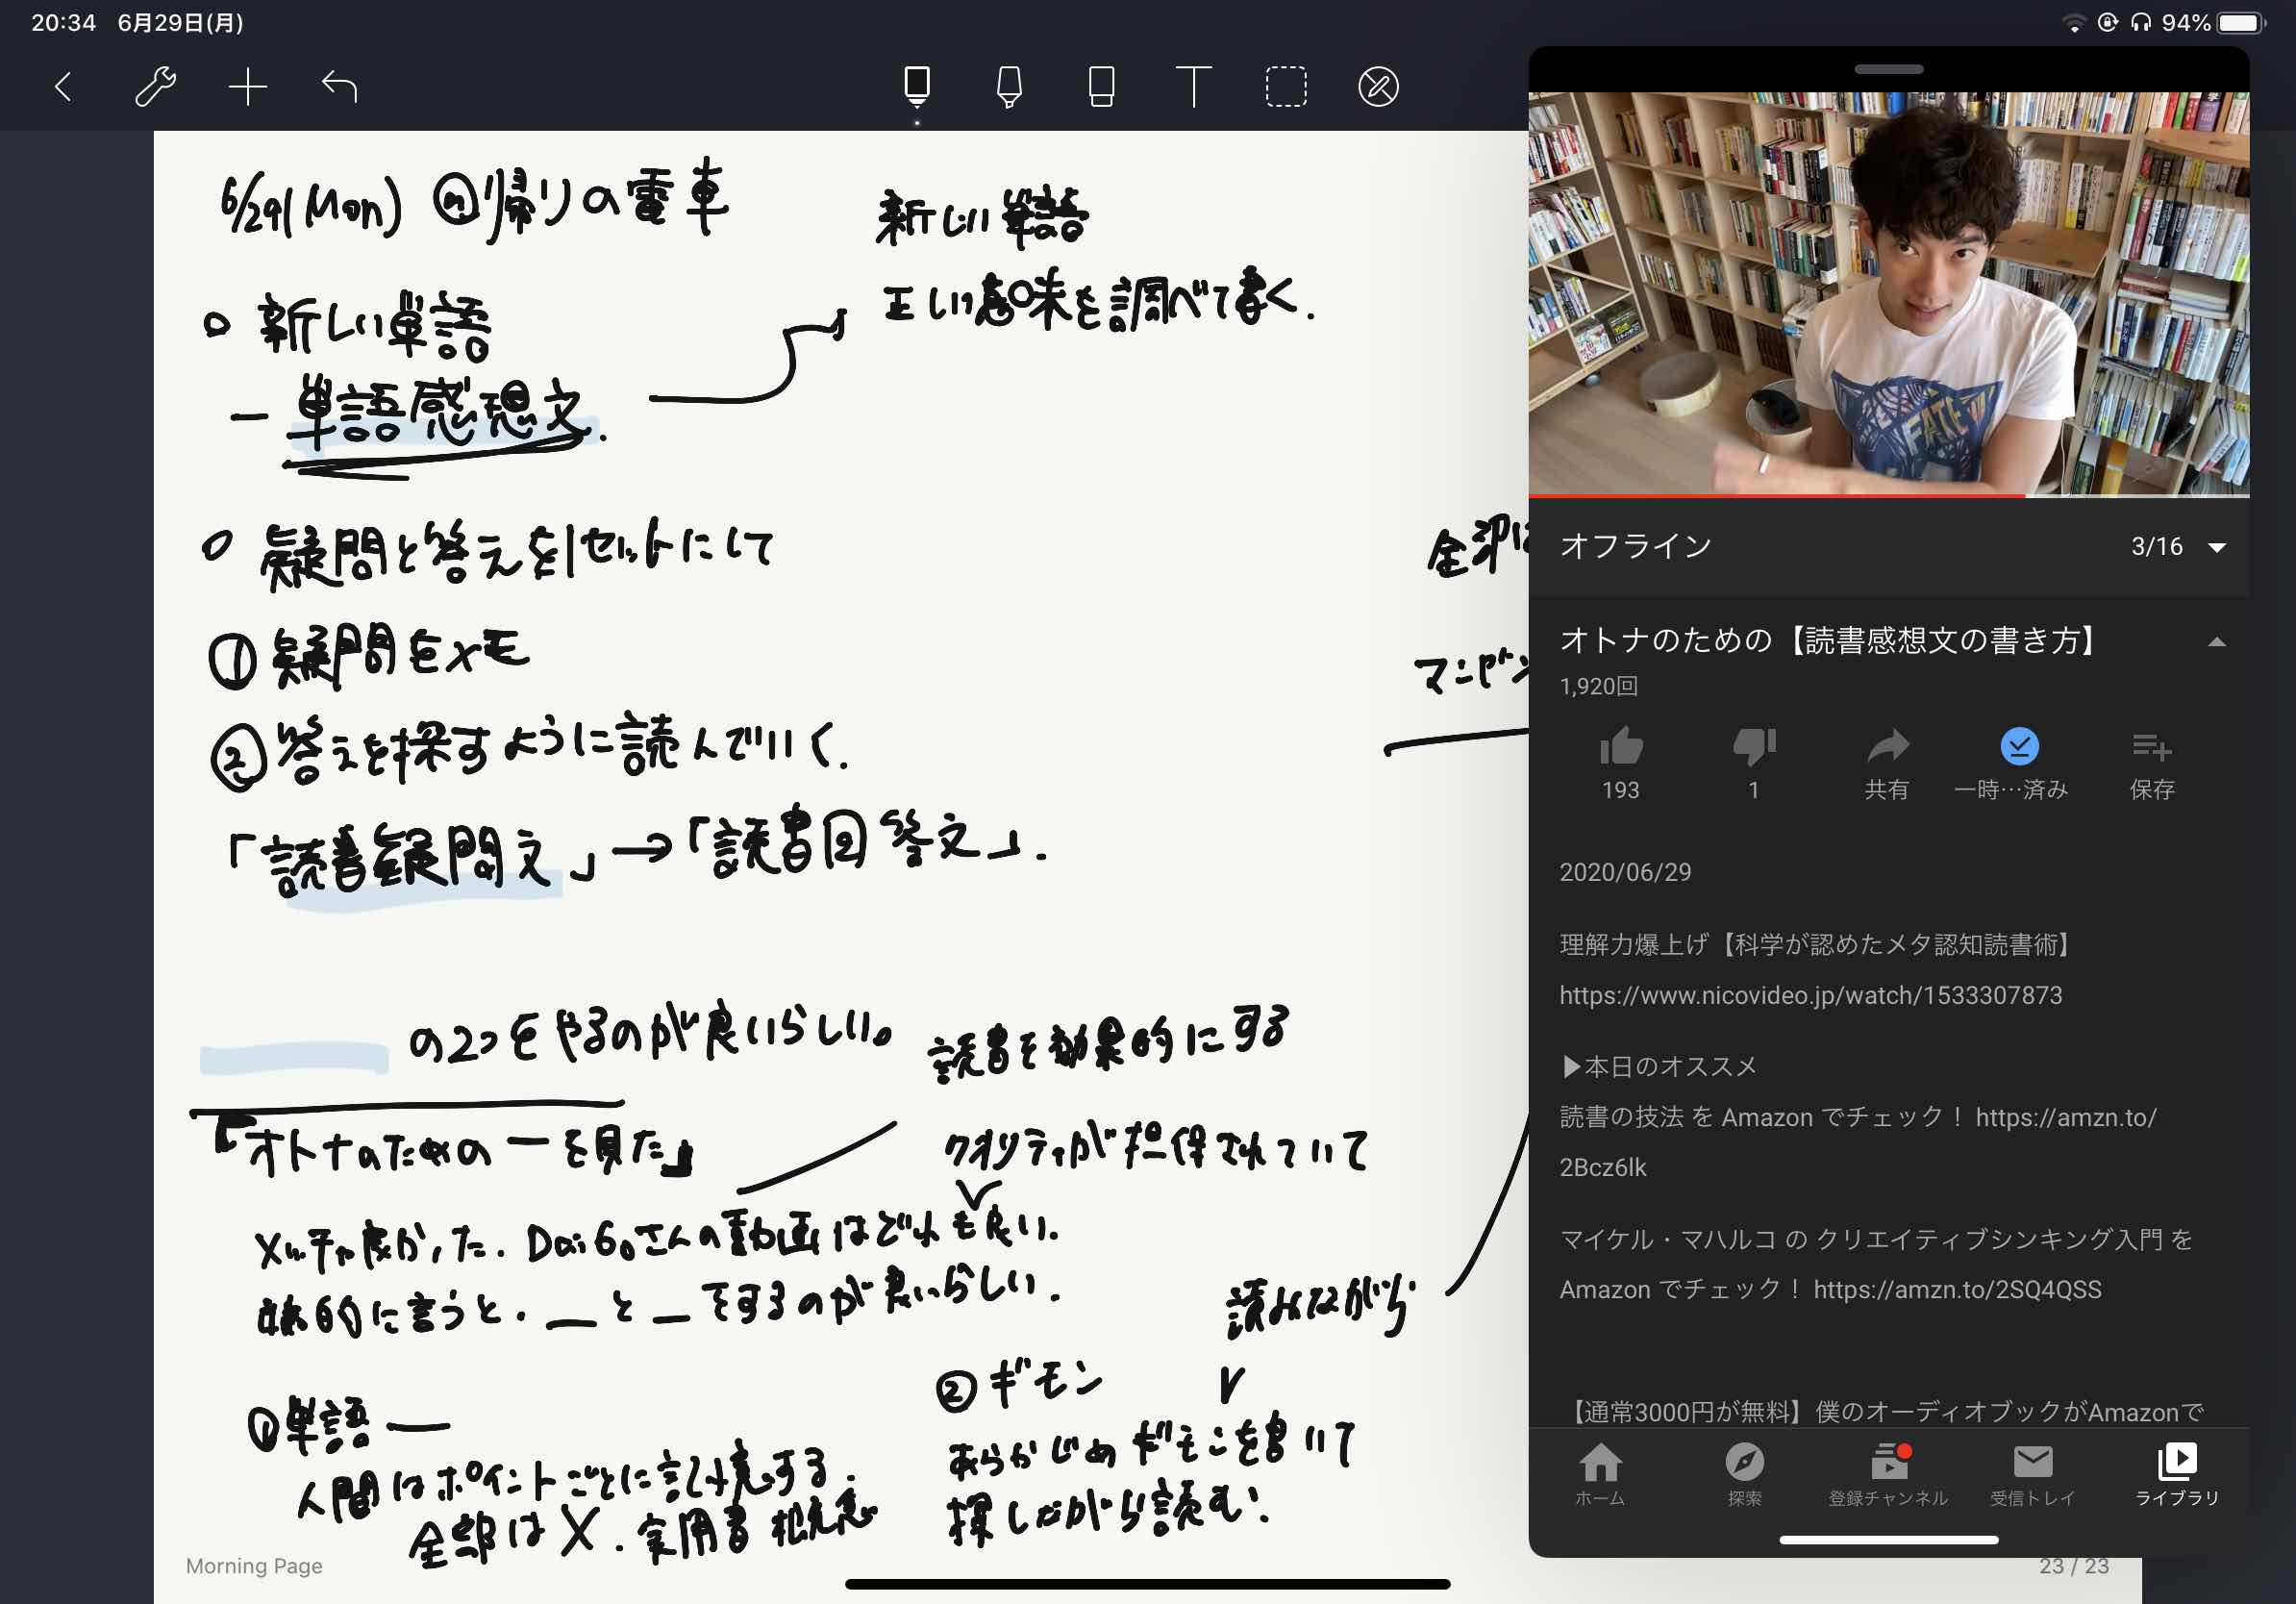 20:34 6月29日(月)
94%
6/29(Mon) @帰りの電車
新しい単語
正しい意味を調べて書く.
○ 新しい単語
― 単語感想文.
○ 疑問と答えを1セットにして
① 疑問をメモ
② 答えを探すように読んでいく.
「読書疑問文」→「読書回答文」.
の2つをやるのが良いらしい。
読書を効果的にする
『オトナのための ー を見た』
クオリティが担保されていて
メッチャ良かった. DaiGoさんの動画はどれも良い.
に言うと. __ と __ をするのが良いらしい.
読みながら
① 単語 ―
人間はポイントごとに記憶する.
全部は X. 実用書
② ギモン
あらかじめギモンを書いて
探しながら読む.
全部は
マンダ
Morning Page
23 / 23
FATE
オフライン 3/16
オトナのための【読書感想文の書き方】
1,920回
193 1 共有 一時…済み 保存
2020/06/29
理解力爆上げ【科学が認めたメタ認知読書術】
https://www.nicovideo.jp/watch/1533307873
▶本日のオススメ
読書の技法 を Amazon でチェック！ https://amzn.to/
2Bcz6lk
マイケル・マハルコ の クリエイティブシンキング入門 を
Amazon でチェック！ https://amzn.to/2SQ4QSS
【通常3000円が無料】僕のオーディオブックがAmazonで
ホーム 探索 登録チャンネル 受信トレイ ライブラリ